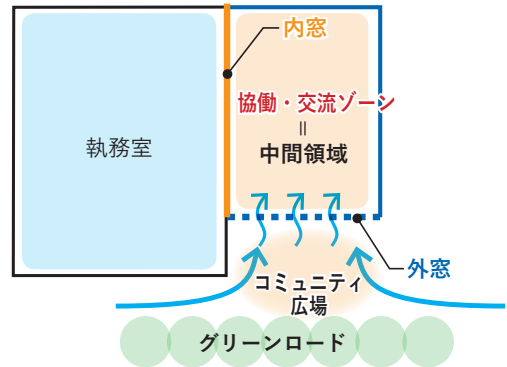 内窓
協働・交流ゾーン
＝
中間領域
執務室
外窓
コミュニティ
広場
グリーンロード